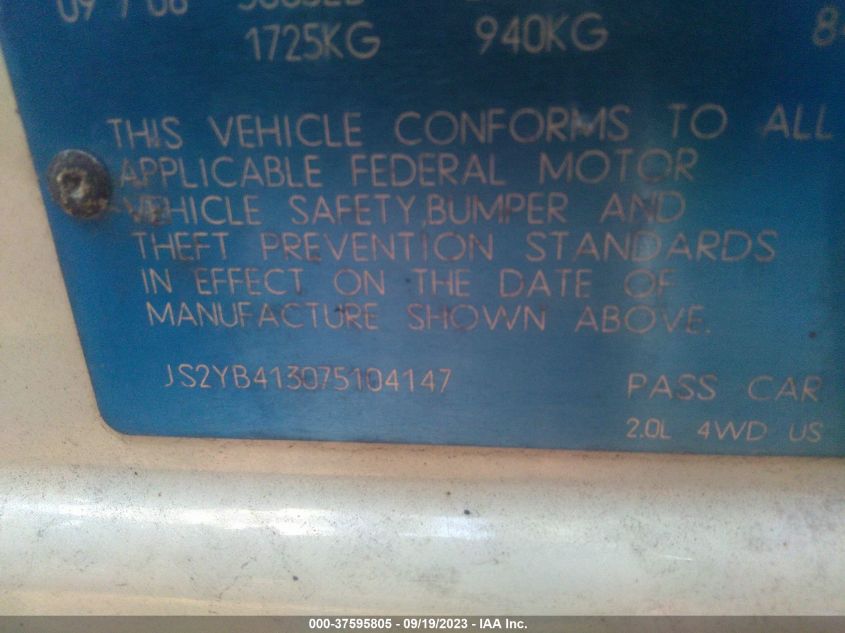 09 / 06
1725KG 940KG
THIS VEHICLE CONFORMS TO ALL
APPLICABLE FEDERAL MOTOR
VEHICLE SAFETY,BUMPER AND
THEFT PREVENTION STANDARDS
IN EFFECT ON THE DATE OF
MANUFACTURE SHOWN ABOVE.
JS2YB413075104147 PASS CAR
2.0L 4WD US
000-37595805 - 09/19/2023 - IAA Inc.